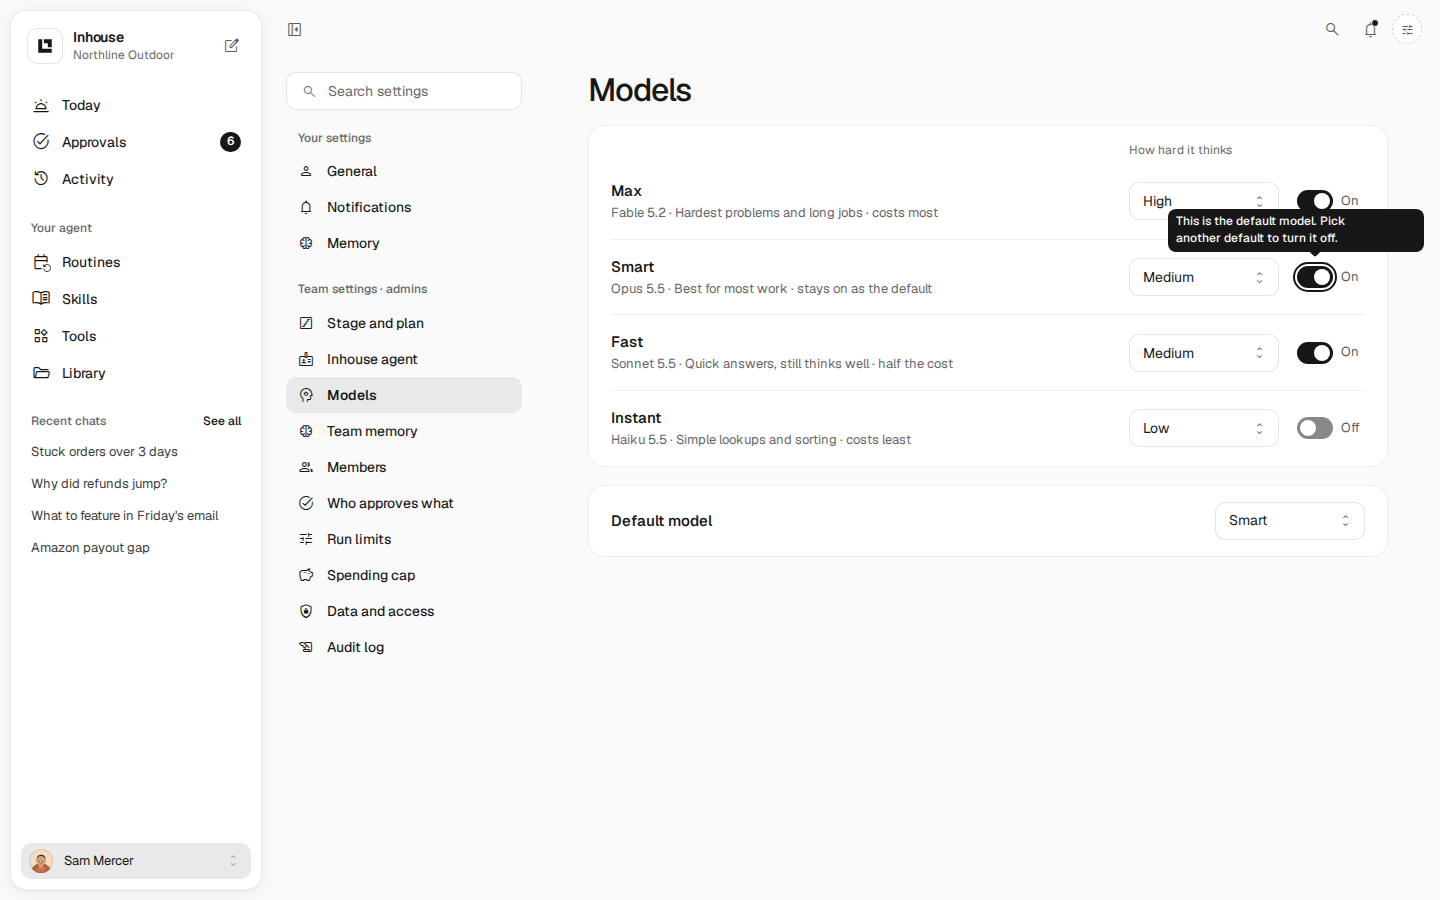 Inhouse
Northline Outdoor
Today
Approvals
6
Activity
Your agent
Routines
Skills
Tools
Library
Recent chats
See all
Stuck orders over 3 days
Why did refunds jump?
What to feature in Friday's email
Amazon payout gap
Sam Mercer
Search settings
Your settings
General
Notifications
Memory
Team settings · admins
Stage and plan
Inhouse agent
Models
Team memory
Members
Who approves what
Run limits
Spending cap
Data and access
Audit log
Models
How hard it thinks
Max
Fable 5.2 · Hardest problems and long jobs · costs most
High
On
This is the default model. Pick
another default to turn it off.
Smart
Opus 5.5 · Best for most work · stays on as the default
Medium
On
Fast
Sonnet 5.5 · Quick answers, still thinks well · half the cost
Medium
On
Instant
Haiku 5.5 · Simple lookups and sorting · costs least
Low
Off
Default model
Smart